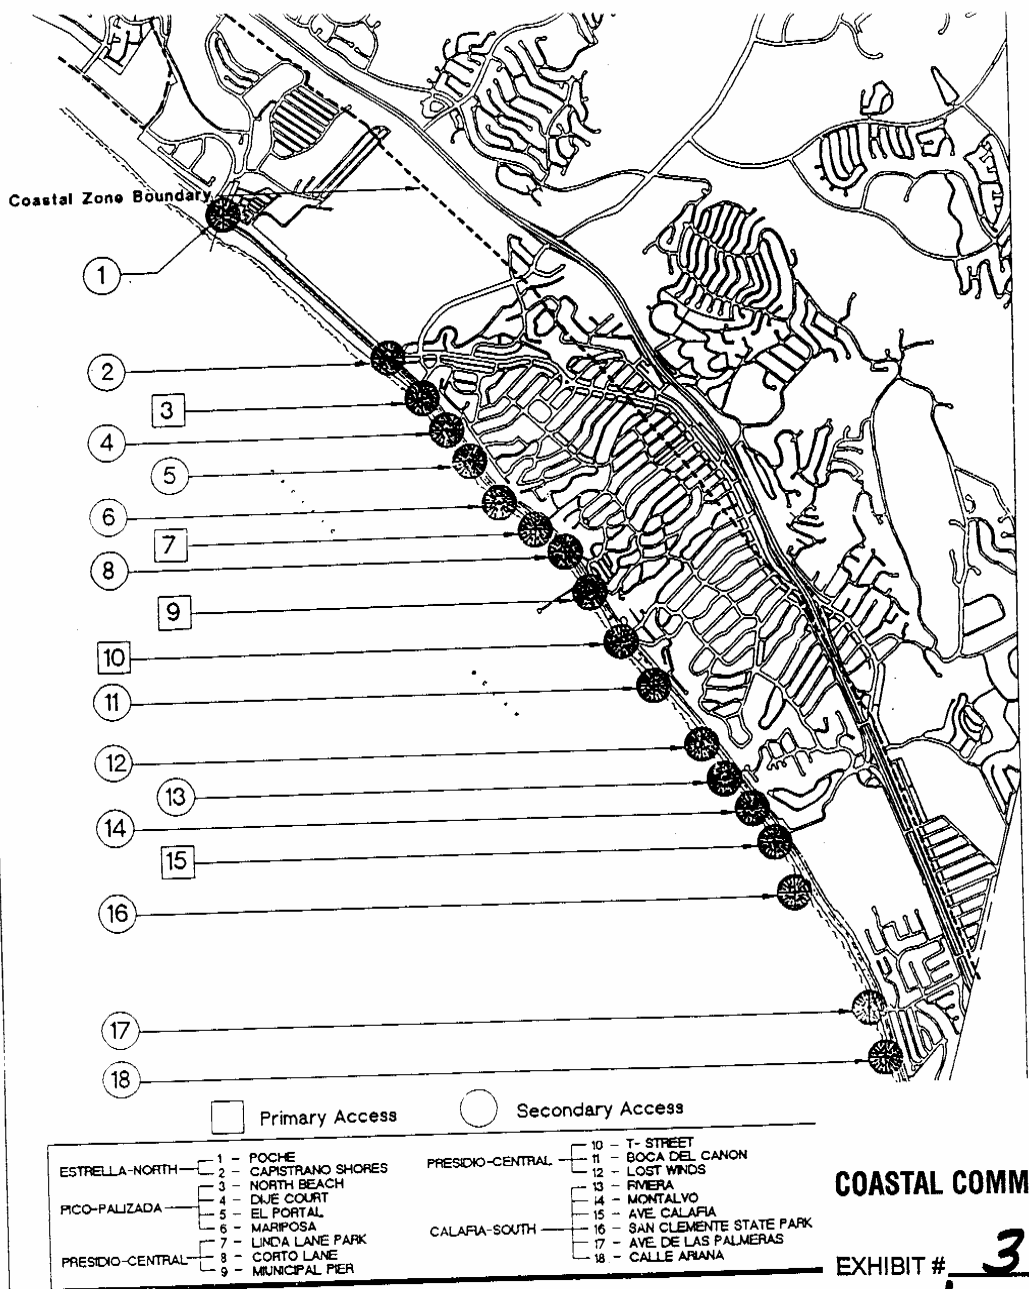 Coastal Zone Boundary
1
2
3
4
5
6
7
8
9
10
11
12
13
14
15
16
17
18
Primary Access
Secondary Access
ESTRELLA-NORTH
1 - POCHE
2 - CAPISTRANO SHORES
PICO-PALIZADA
3 - NORTH BEACH
4 - DIJE COURT
5 - EL PORTAL
6 - MARIPOSA
PRESIDIO-CENTRAL
7 - LINDA LANE PARK
8 - CORTO LANE
9 - MUNICIPAL PIER
PRESIDIO-CENTRAL
10 - T- STREET
11 - BOCA DEL CANON
12 - LOST WINDS
CALAFIA-SOUTH
13 - RIVIERA
14 - MONTALVO
15 - AVE. CALAFIA
16 - SAN CLEMENTE STATE PARK
17 - AVE. DE LAS PALMERAS
18 - CALLE ARIANA
COASTAL COMM
EXHIBIT # 3